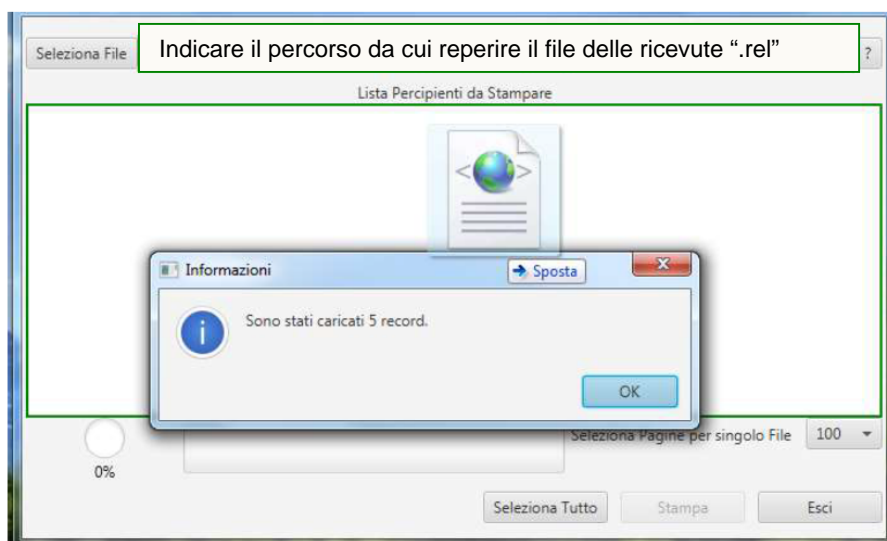 Seleziona File
Indicare il percorso da cui reperire il file delle ricevute “.rel”
?
Lista Percipienti da Stampare
Informazioni
Sposta
Sono stati caricati 5 record.
OK
Seleziona Pagine per singolo File
100
0%
Seleziona Tutto
Stampa
Esci